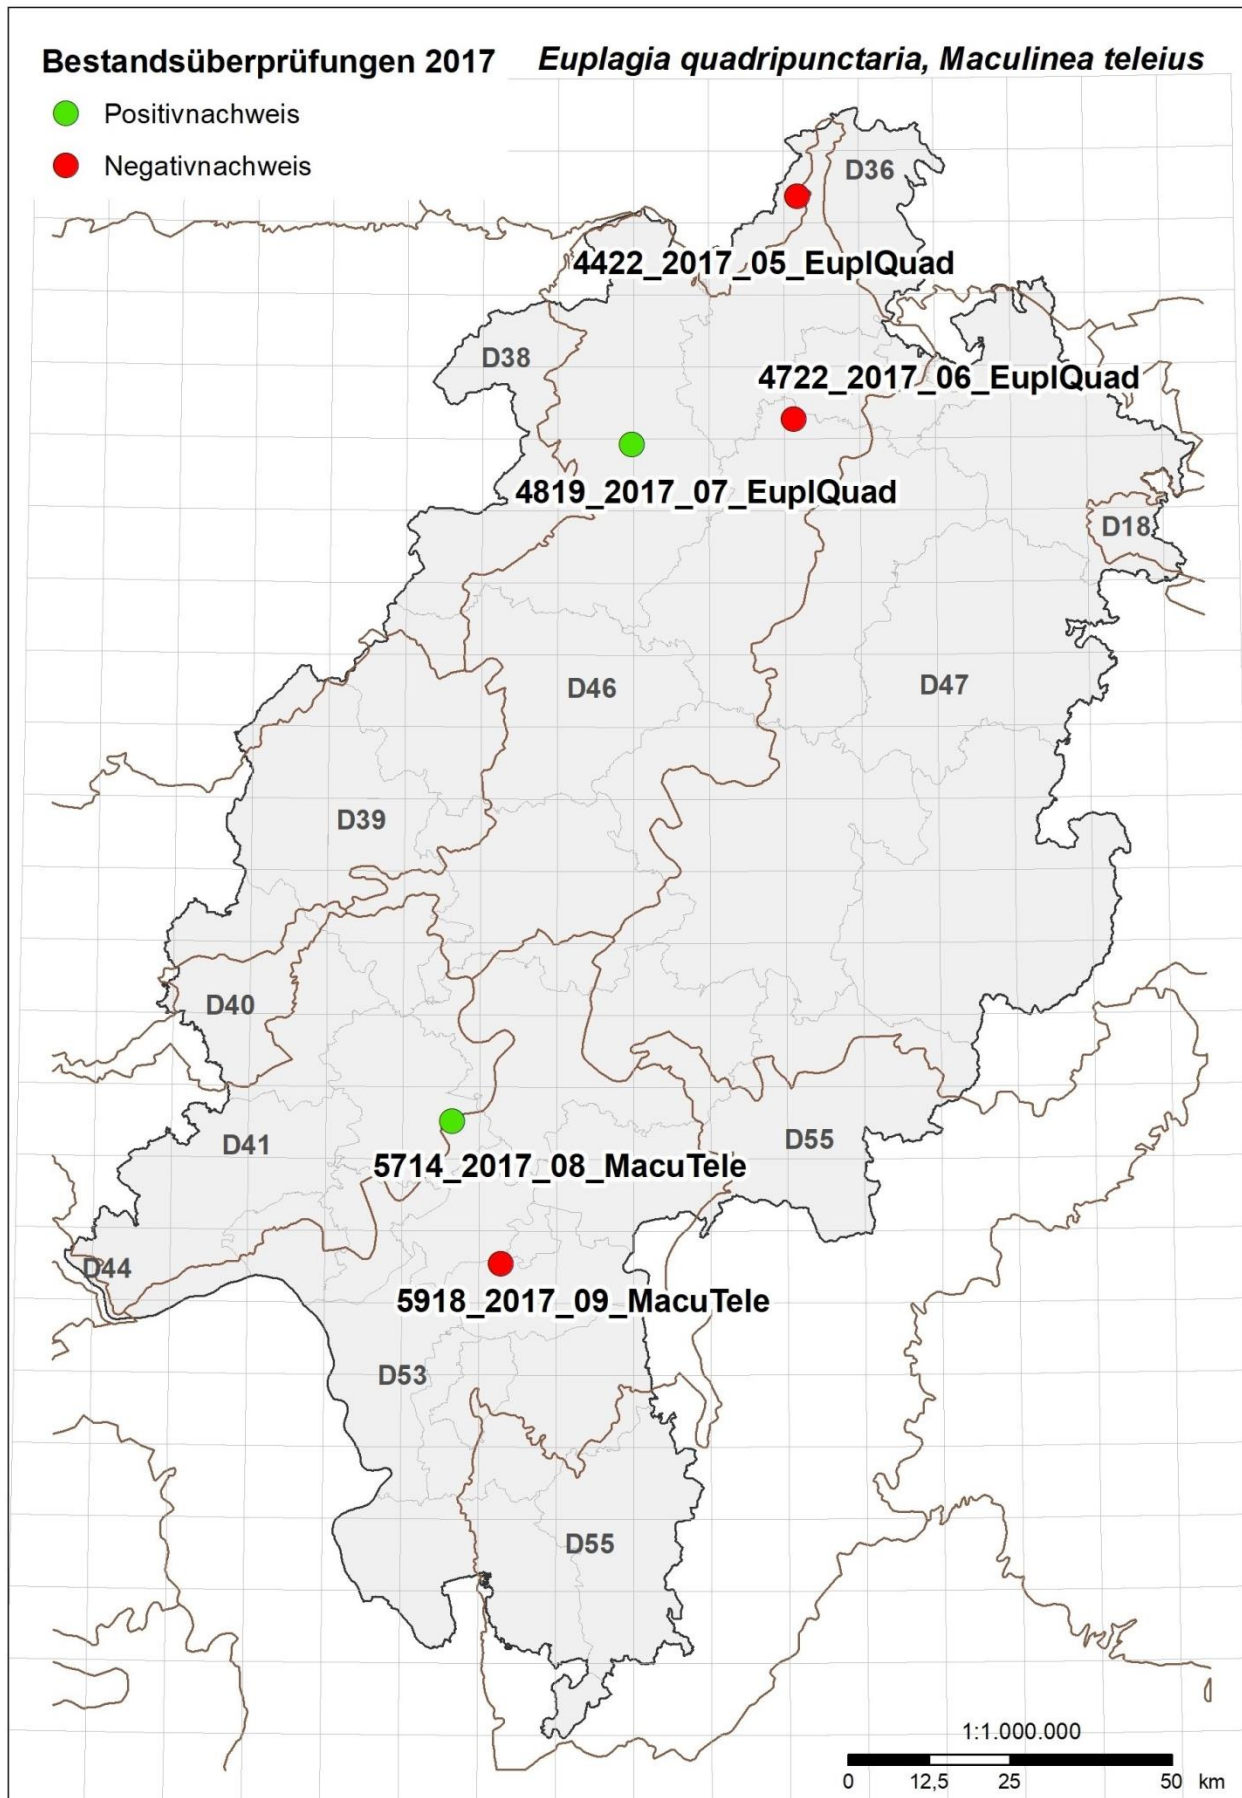 Bestandsüberprüfungen 2017
Euplagia quadripunctaria, Maculinea teleius
Positivnachweis
Negativnachweis
D36
4422_2017_05_EuplQuad
D38
4722_2017_06_EuplQuad
4819_2017_07_EuplQuad
D18
D46
D47
D39
D40
D41
D55
5714_2017_08_MacuTele
D44
5918_2017_09_MacuTele
D53
D55
1:1.000.000
0 12,5 25 50 km